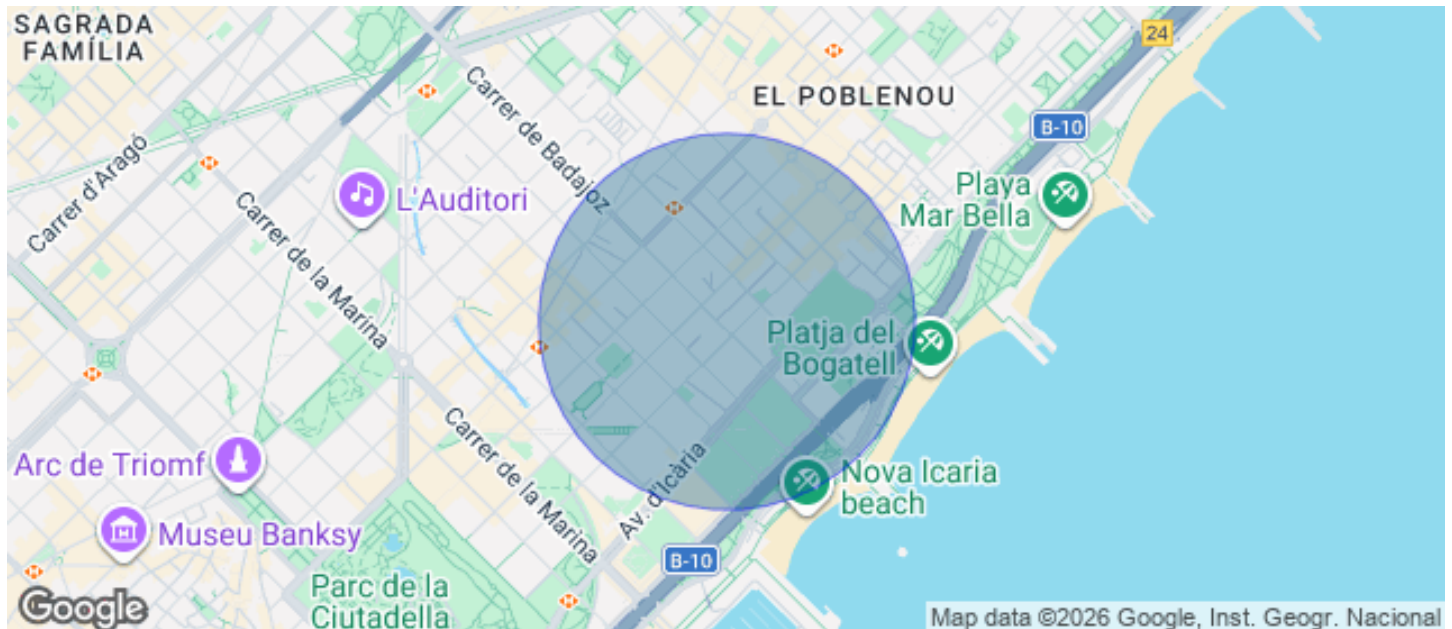 SAGRADA
FAMÍLIA
24
Carrer de Badajoz
EL POBLENOU
B-10
Carrer d'Aragó
L'Auditori
Playa
Mar Bella
Carrer de la Marina
Platja del
Bogatell
Arc de Triomf
Carrer de la Marina
Av. d'Icària
Nova Icaria
beach
Museu Banksy
B-10
Parc de la
Ciutadella
Google
Map data ©2026 Google, Inst. Geogr. Nacional